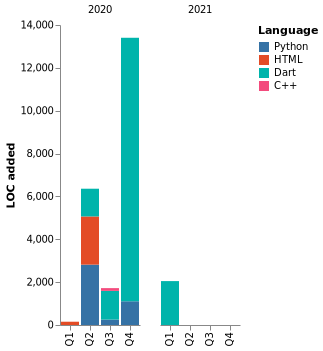 2020
2021
Language
Python
HTML
Dart
C++
LOC added
14,000
12,000
10,000
8,000
6,000
4,000
2,000
0
Q1
Q2
Q3
Q4
Q1
Q2
Q3
Q4